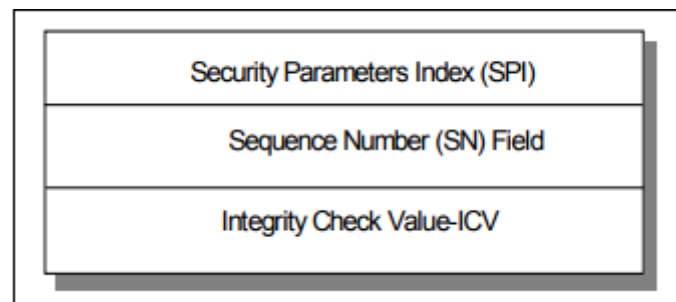 Security Parameters Index (SPI)
Sequence Number (SN) Field
Integrity Check Value-ICV